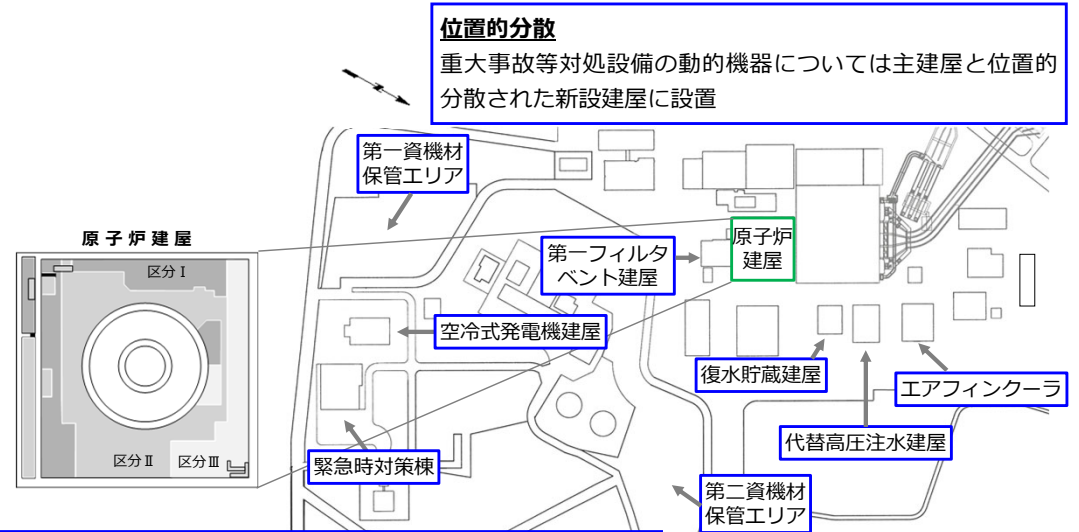 位置的分散
重大事故等対処設備の動的機器については主建屋と位置的
分散された新設建屋に設置
第一資機材
保管エリア
原子炉建屋
区分Ⅰ
区分Ⅱ
区分Ⅲ
第一フィルタ
ベント建屋
原子炉
建屋
空冷式発電機建屋
復水貯蔵建屋
エアフィンクーラ
代替高圧注水建屋
緊急時対策棟
第二資機材
保管エリア